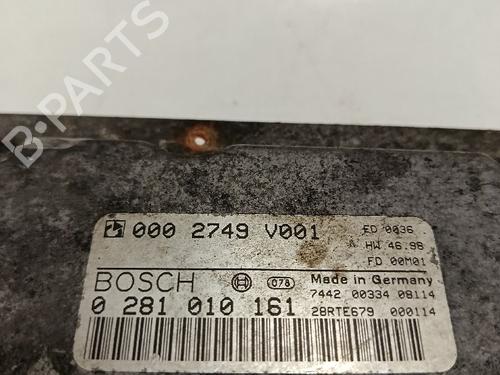 B-PARTS
000 2749 V001
ED 0036
A HW 46.98
FD 00M01
BOSCH
078
Made in Germany
0 281 010 161
7442 00334 08114
28RTE679 000114